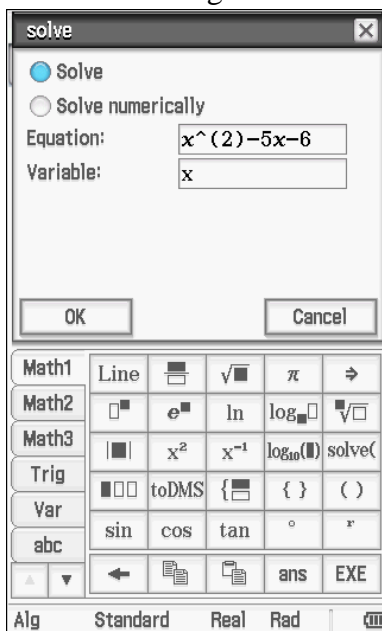 solve
Solve
Solve numerically
Equation: x^(2)-5x-6
Variable: x
OK Cancel
Math1 Line √■ π ⇒
Math2 □■ e■ ln log■□ ■√□
Math3 |■| x² x⁻¹ log₁₀(■) solve(
Trig ■□□ toDMS {■ { } ( )
Var sin cos tan ° r
abc
← ans EXE
Alg Standard Real Rad